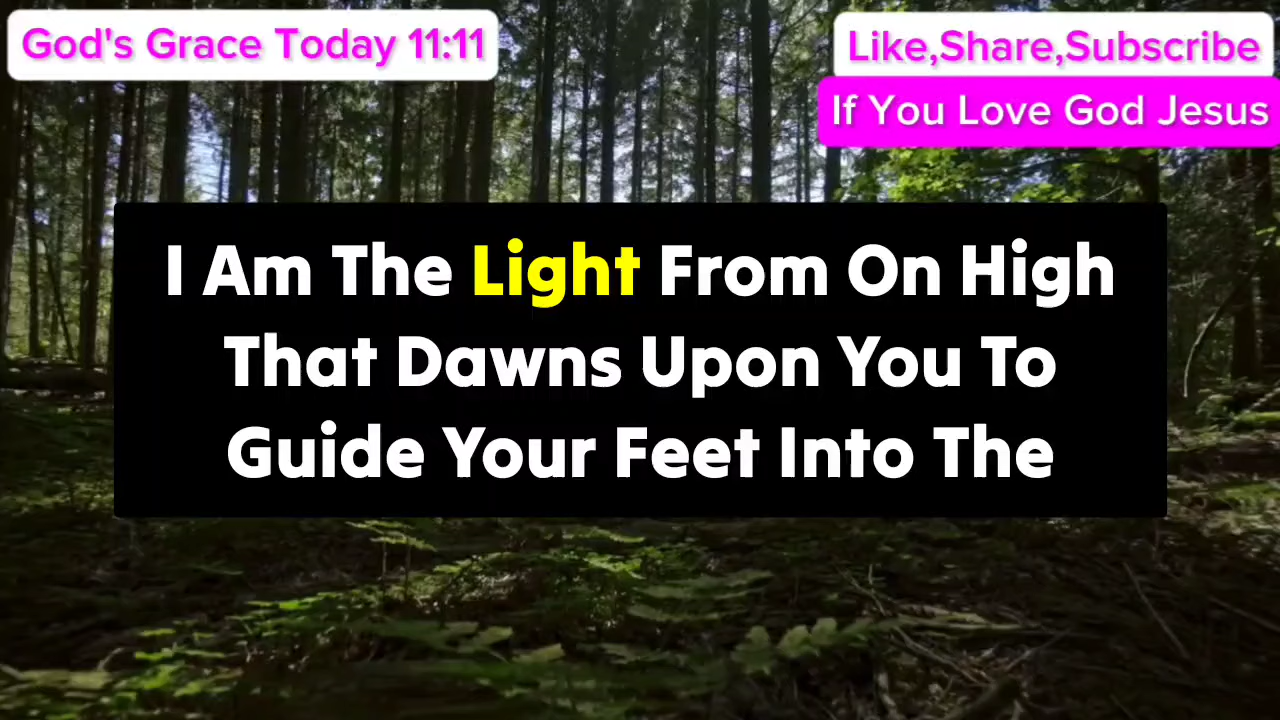 God's Grace Today 11:11
Like,Share,Subscribe
If You Love God Jesus
I Am The Light From On High
That Dawns Upon You To
Guide Your Feet Into The